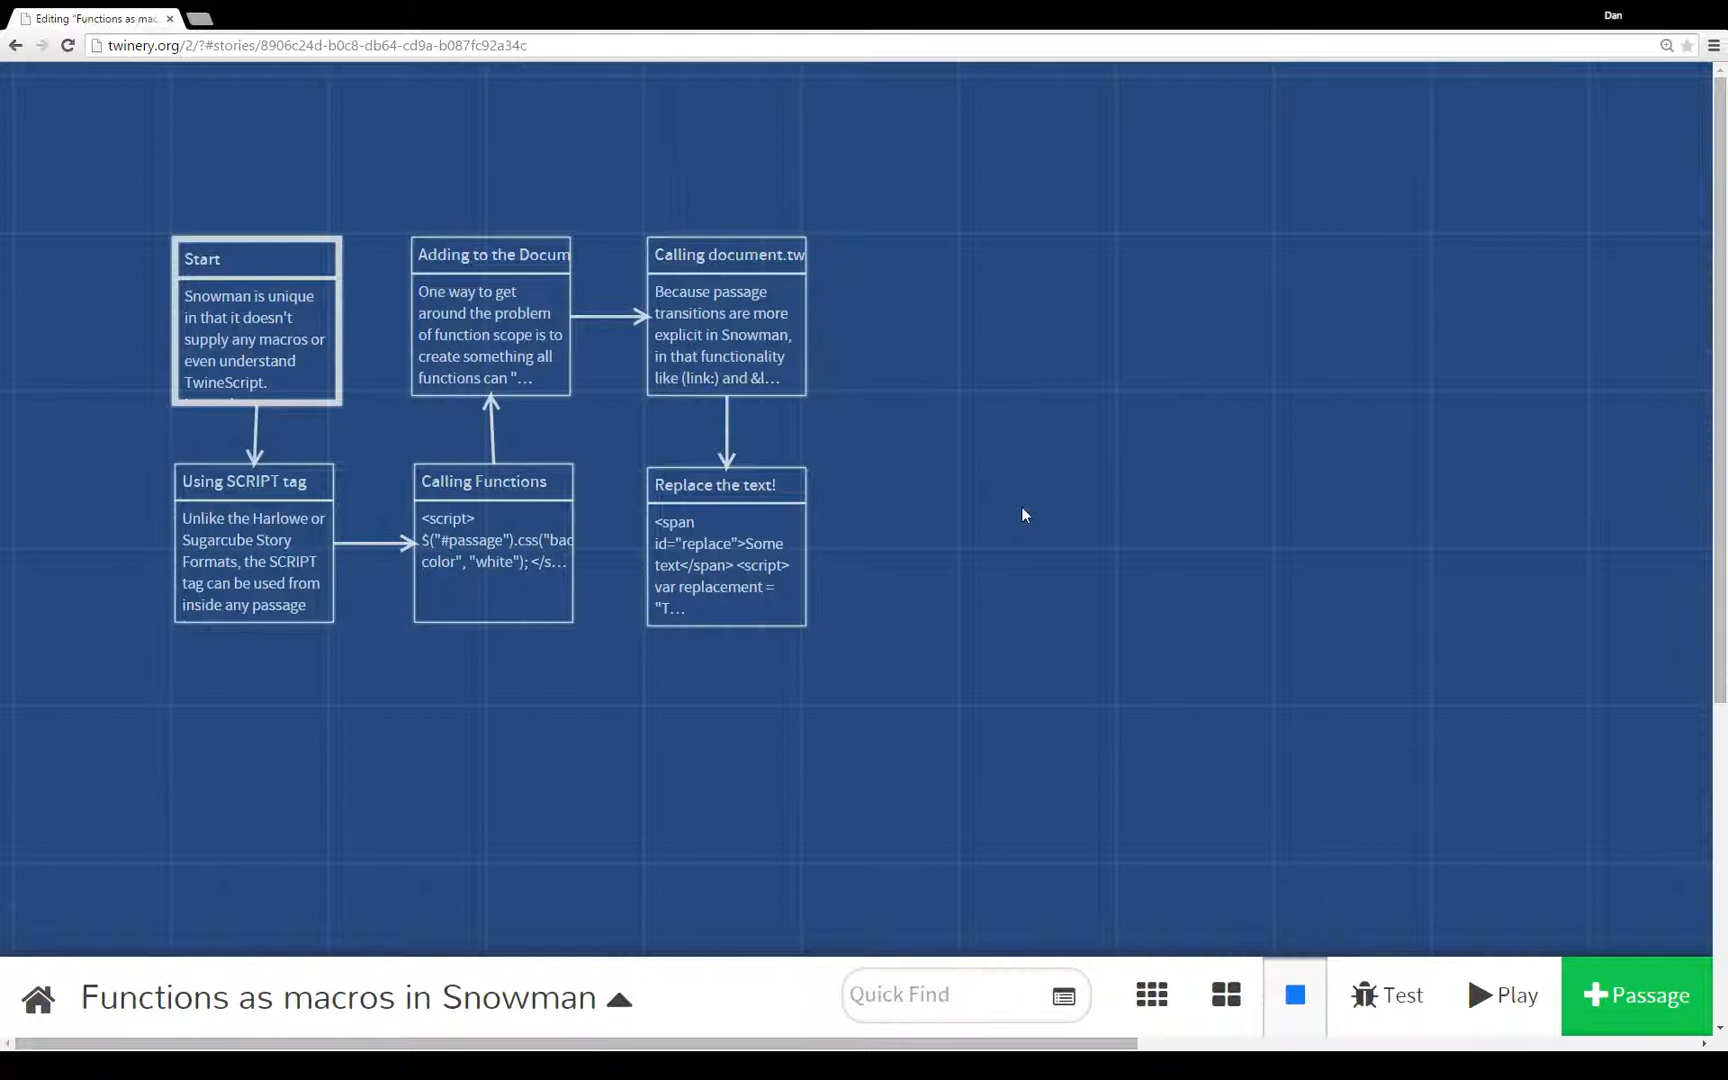 Editing "Functions as mac
Dan
twinery.org/2/?#stories/8906c24d-b0c8-db64-cd9a-b087fc92a34c
Start
Snowman is unique
in that it doesn't
supply any macros or
even understand
TwineScript.
Adding to the Docum
One way to get
around the problem
of function scope is to
create something all
functions can "...
Calling document.tw
Because passage
transitions are more
explicit in Snowman,
in that functionality
like (link:) and &l...
Using SCRIPT tag
Unlike the Harlowe or
Sugarcube Story
Formats, the SCRIPT
tag can be used from
inside any passage
Calling Functions
<script>
$("#passage").css("bac
color", "white"); </s...
Replace the text!
<span
id="replace">Some
text</span> <script>
var replacement =
"T...
Functions as macros in Snowman
Quick Find
Test
Play
Passage